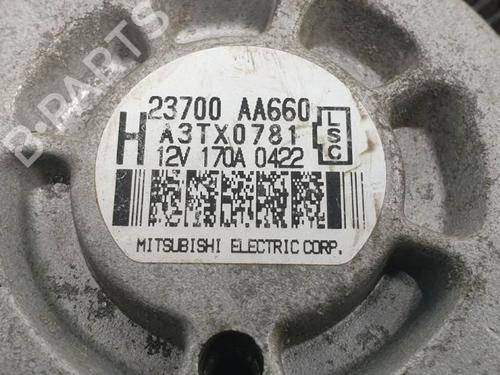 B-PARTS
23700 AA660
H A3TX0781 LSC
12V 170A 0422
MITSUBISHI ELECTRIC CORP.